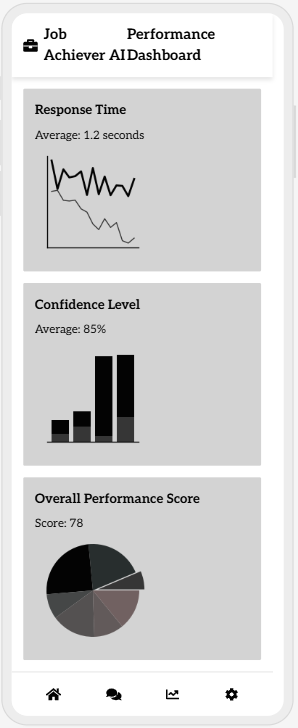 Job Achiever AI
Performance Dashboard
Response Time
Average: 1.2 seconds
Confidence Level
Average: 85%
Overall Performance Score
Score: 78